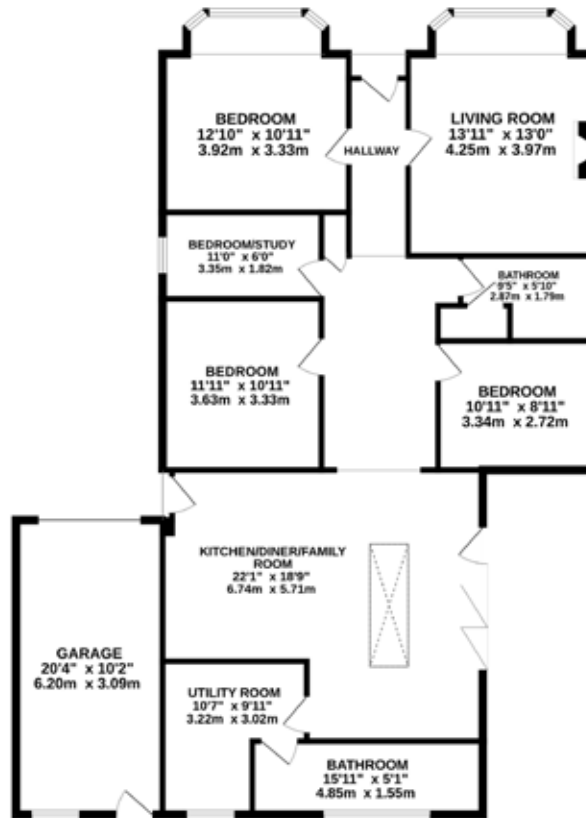 BEDROOM
12'10" x 10'11"
3.92m x 3.33m
HALLWAY
LIVING ROOM
13'11" x 13'0"
4.25m x 3.97m
BEDROOM/STUDY
11'0" x 6'0"
3.35m x 1.82m
BATHROOM
9'5" x 5'10"
2.87m x 1.79m
BEDROOM
11'11" x 10'11"
3.63m x 3.33m
BEDROOM
10'11" x 8'11"
3.34m x 2.72m
KITCHEN/DINER/FAMILY
ROOM
22'1" x 18'9"
6.74m x 5.71m
GARAGE
20'4" x 10'2"
6.20m x 3.09m
UTILITY ROOM
10'7" x 9'11"
3.22m x 3.02m
BATHROOM
15'11" x 5'1"
4.85m x 1.55m